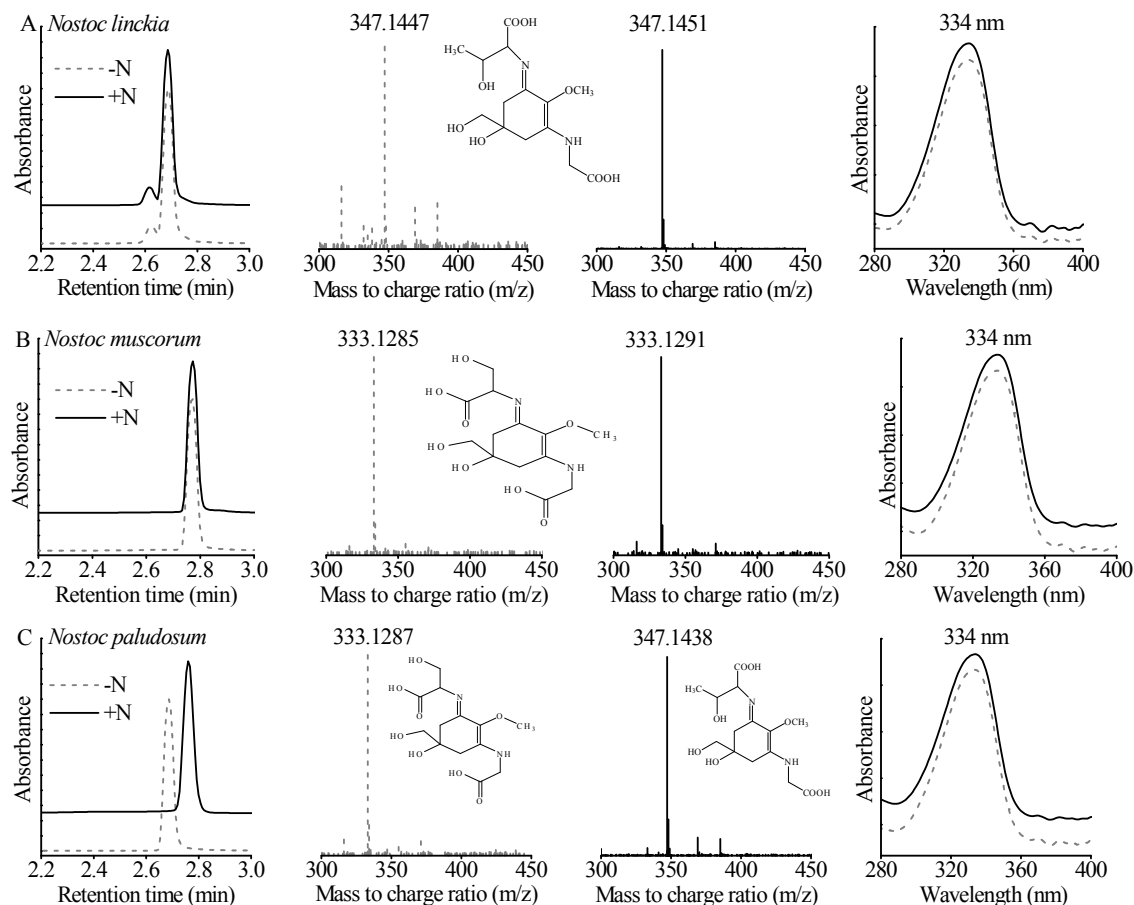 A Nostoc linckia
-N
+N
Absorbance
2.2 2.4 2.6 2.8 3.0
Retention time (min)
347.1447
COOH
H3C
N
OH
OCH3
HO
HO
NH
COOH
300 350 400 450
Mass to charge ratio (m/z)
347.1451
300 350 400 450
Mass to charge ratio (m/z)
334 nm
Absorbance
280 320 360 400
Wavelength (nm)
B Nostoc muscorum
-N
+N
Absorbance
2.2 2.4 2.6 2.8 3.0
Retention time (min)
333.1285
HO
HO
O
N
O
CH3
HO
HO
NH
HO
O
300 350 400 450
Mass to charge ratio (m/z)
333.1291
300 350 400 450
Mass to charge ratio (m/z)
334 nm
Absorbance
280 320 360 400
Wavelength (nm)
C Nostoc paludosum
-N
+N
Absorbance
2.2 2.4 2.6 2.8 3.0
Retention time (min)
333.1287
HO
HO
O
N
O
CH3
HO
HO
NH
HO
O
300 350 400 450
Mass to charge ratio (m/z)
347.1438
COOH
H3C
N
OH
OCH3
HO
HO
NH
COOH
300 350 400 450
Mass to charge ratio (m/z)
334 nm
Absorbance
280 320 360 400
Wavelength (nm)